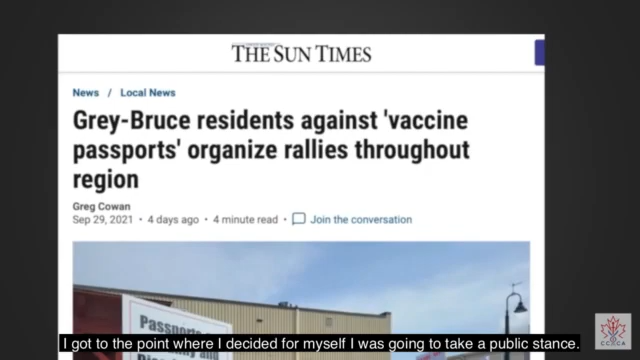 THE SUN TIMES
News / Local News
Grey-Bruce residents against 'vaccine
passports' organize rallies throughout
region
Greg Cowan
Sep 29, 2021 • 4 days ago • 4 minute read • Join the conversation
Passports
and
I got to the point where I decided for myself I was going to take a public stance.